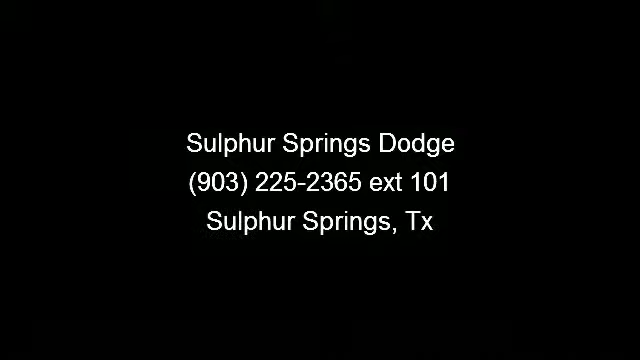 Sulphur Springs Dodge
(903) 225-2365 ext 101
Sulphur Springs, Tx